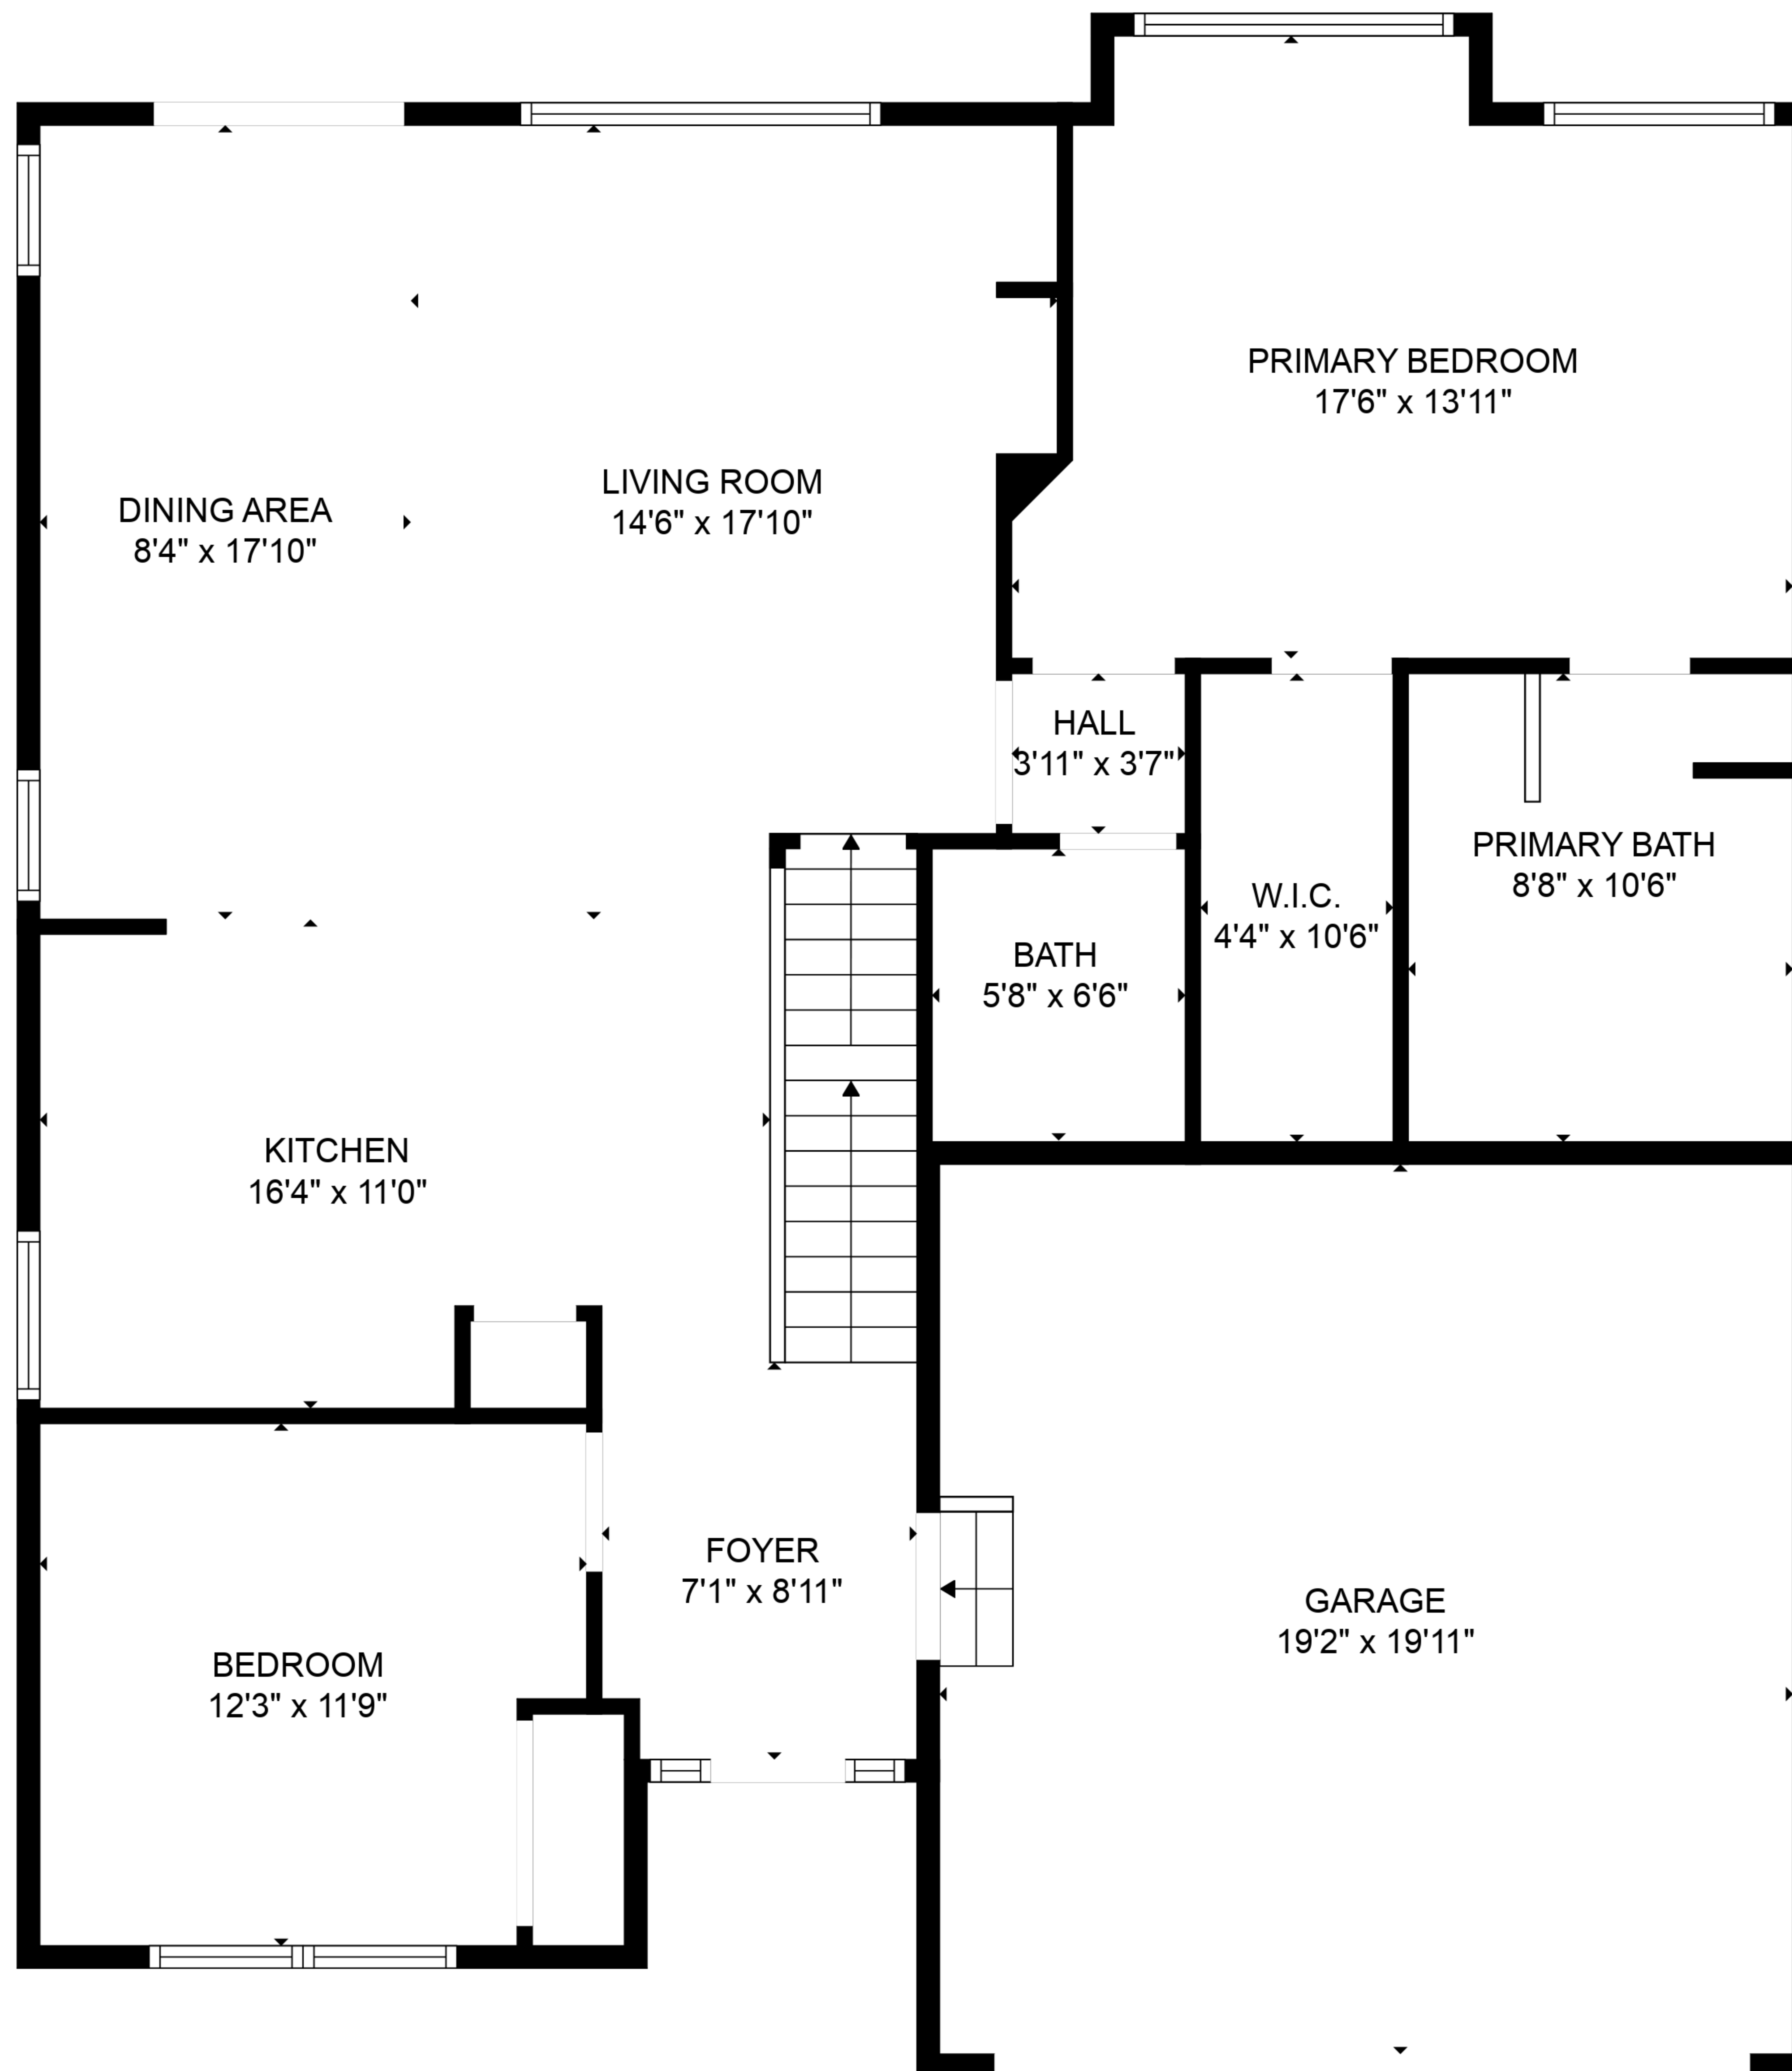 PRIMARY BEDROOM
17'6" x 13'11"
LIVING ROOM
14'6" x 17'10"
DINING AREA
8'4" x 17'10"
HALL
3'11" x 3'7"
PRIMARY BATH
8'8" x 10'6"
W.I.C.
4'4" x 10'6"
BATH
5'8" x 6'6"
KITCHEN
16'4" x 11'0"
FOYER
7'1" x 8'11"
GARAGE
19'2" x 19'11"
BEDROOM
12'3" x 11'9"